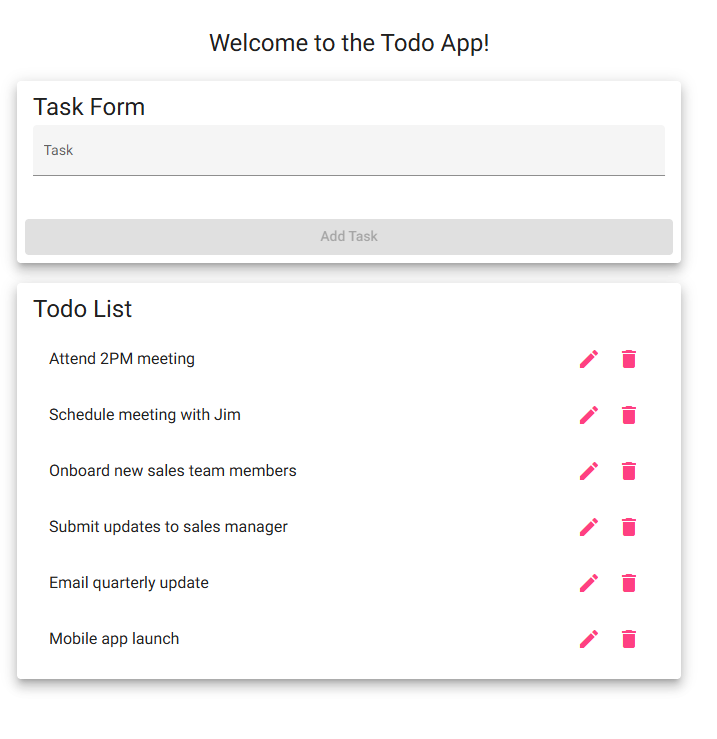 Welcome to the Todo App!
Task Form
Task
Add Task
Todo List
Attend 2PM meeting
Schedule meeting with Jim
Onboard new sales team members
Submit updates to sales manager
Email quarterly update
Mobile app launch